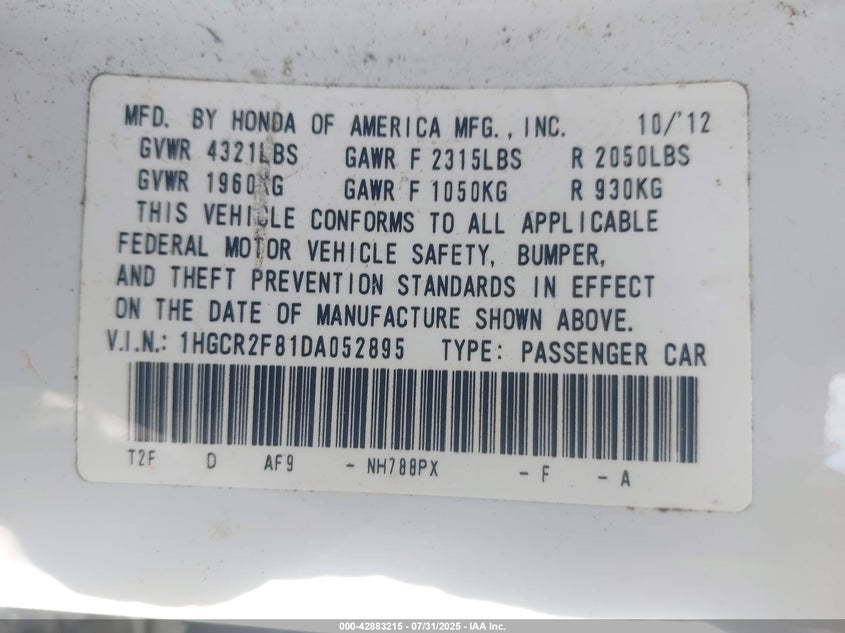 MFD. BY HONDA OF AMERICA MFG., INC. 10/'12
GVWR 4321LBS GAWR F 2315LBS R 2050LBS
GVWR 1960KG GAWR F 1050KG R 930KG
THIS VEHICLE CONFORMS TO ALL APPLICABLE
FEDERAL MOTOR VEHICLE SAFETY, BUMPER,
AND THEFT PREVENTION STANDARDS IN EFFECT
ON THE DATE OF MANUFACTURE SHOWN ABOVE.
V.I.N.: 1HGCR2F81DA052895 TYPE: PASSENGER CAR
T2F D AF9 - NH788PX - F - A
000-42883215 - 07/31/2025 - IAA Inc.